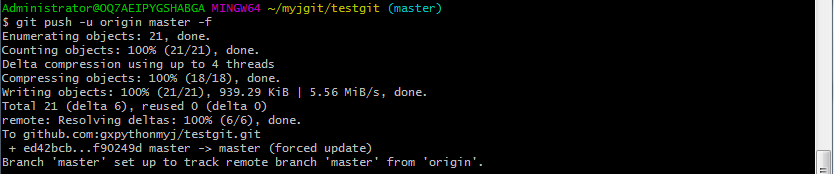 Administrator@OQ7AEIPYGSHABGA MINGW64 ~/myjgit/testgit (master)
$ git push -u origin master -f
Enumerating objects: 21, done.
Counting objects: 100% (21/21), done.
Delta compression using up to 4 threads
Compressing objects: 100% (18/18), done.
Writing objects: 100% (21/21), 939.29 KiB | 5.56 MiB/s, done.
Total 21 (delta 6), reused 0 (delta 0)
remote: Resolving deltas: 100% (6/6), done.
To github.com:gxpythonmyj/testgit.git
 + ed42bcb...f90249d master -> master (forced update)
Branch 'master' set up to track remote branch 'master' from 'origin'.